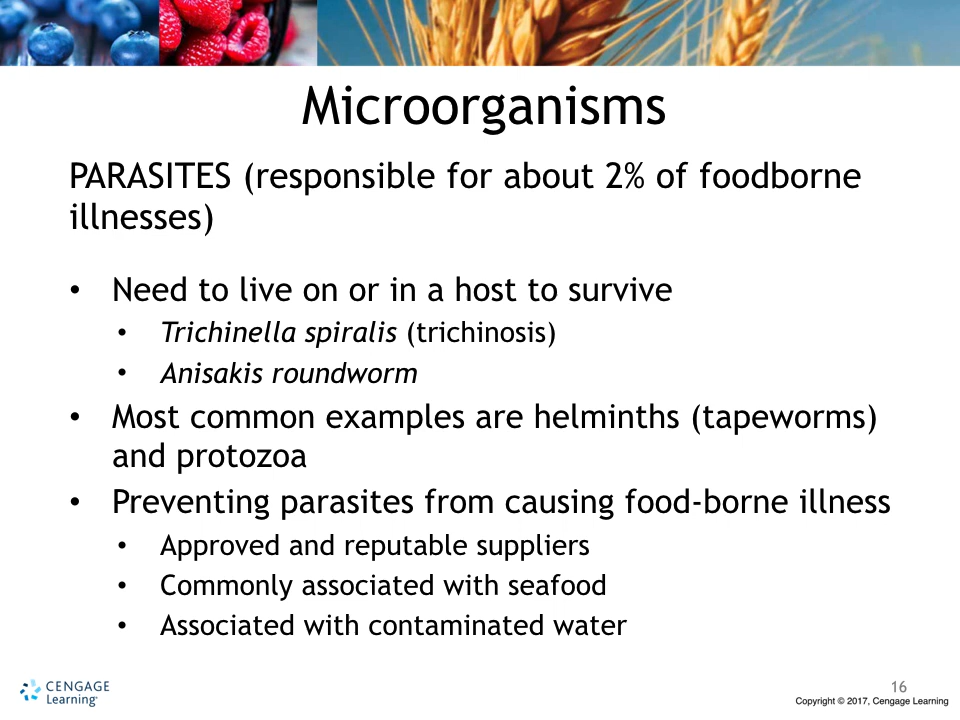 Microorganisms
PARASITES (responsible for about 2% of foodborne
illnesses)
• Need to live on or in a host to survive
• Trichinella spiralis (trichinosis)
• Anisakis roundworm
• Most common examples are helminths (tapeworms)
and protozoa
• Preventing parasites from causing food-borne illness
• Approved and reputable suppliers
• Commonly associated with seafood
• Associated with contaminated water
CENGAGE
Learning
16
Copyright © 2017, Cengage Learning